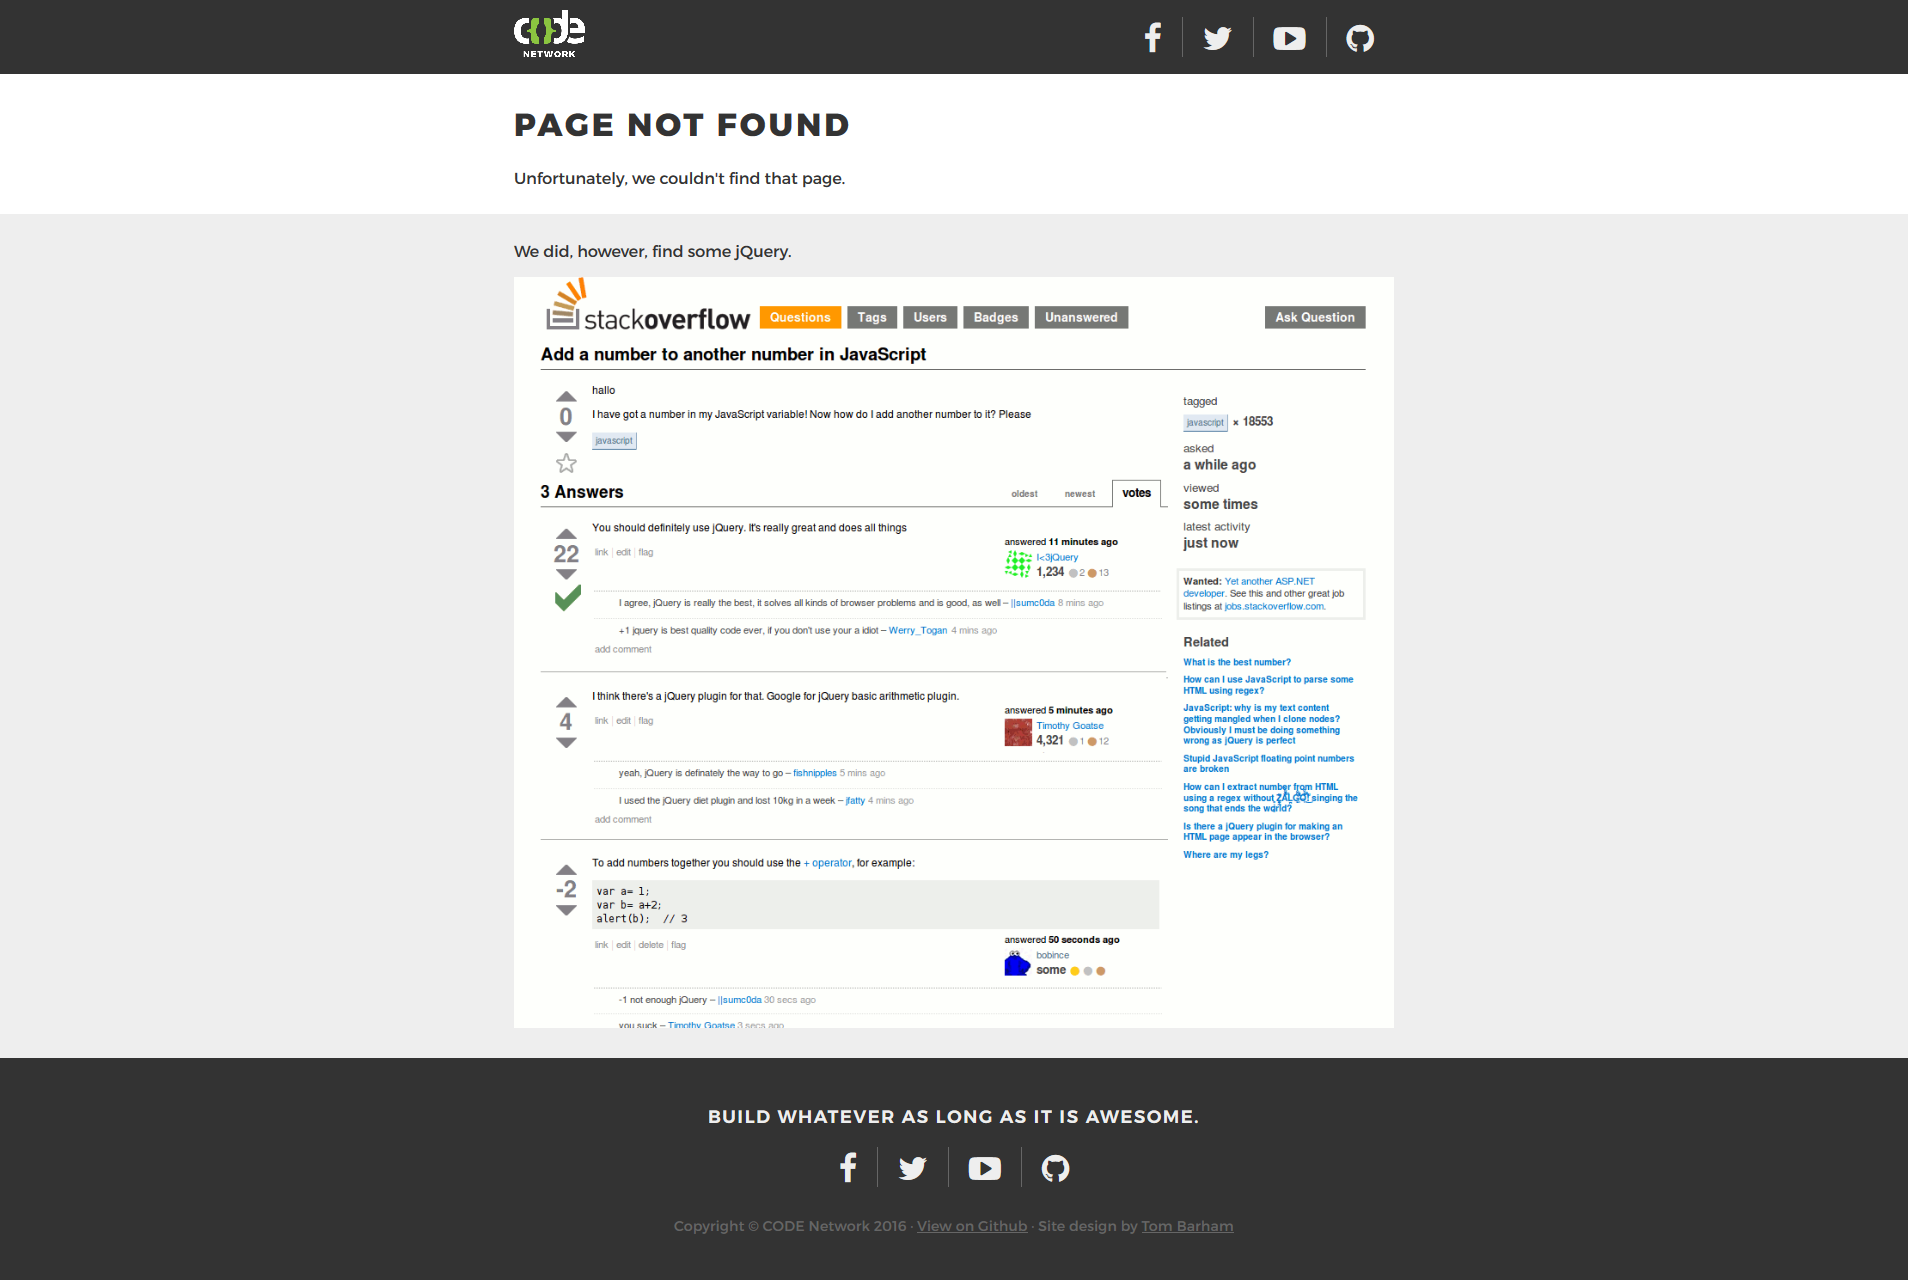 code
NETWORK
PAGE NOT FOUND
Unfortunately, we couldn't find that page.
We did, however, find some jQuery.
stackoverflow
Questions
Tags
Users
Badges
Unanswered
Ask Question
Add a number to another number in JavaScript
0
hallo
I have got a number in my JavaScript variable! Now how do I add another number to it? Please
javascript
3 Answers
oldest
newest
votes
22
You should definitely use jQuery. It's really great and does all things
link | edit | flag
answered 11 minutes ago
I<3jQuery
1,234 2 13
I agree, jQuery is really the best, it solves all kinds of browser problems and is good, as well – ||sumc0da 8 mins ago
+1 jquery is best quality code ever, if you don't use your a idiot – Werry_Togan 4 mins ago
add comment
4
I think there's a jQuery plugin for that. Google for jQuery basic arithmetic plugin.
link | edit | flag
answered 5 minutes ago
Timothy Goatse
4,321 1 12
yeah, jQuery is definately the way to go – fishnipples 5 mins ago
I used the jQuery diet plugin and lost 10kg in a week – jfatty 4 mins ago
add comment
-2
To add numbers together you should use the + operator, for example:
var a= 1;
var b= a+2;
alert(b); // 3
link | edit | delete | flag
answered 50 seconds ago
bobince
some
-1 not enough jQuery – ||sumc0da 30 secs ago
you suck – Timothy Goatse 3 secs ago
tagged
javascript × 18553
asked
a while ago
viewed
some times
latest activity
just now
Wanted: Yet another ASP.NET
developer. See this and other great job
listings at jobs.stackoverflow.com.
Related
What is the best number?
How can I use JavaScript to parse some
HTML using regex?
JavaScript: why is my text content
getting mangled when I clone nodes?
Obviously I must be doing something
wrong as jQuery is perfect
Stupid JavaScript floating point numbers
are broken
How can I extract number from HTML
using a regex without ZALGO singing the
song that ends the world?
Is there a jQuery plugin for making an
HTML page appear in the browser?
Where are my legs?
BUILD WHATEVER AS LONG AS IT IS AWESOME.
Copyright © CODE Network 2016 · View on Github · Site design by Tom Barham